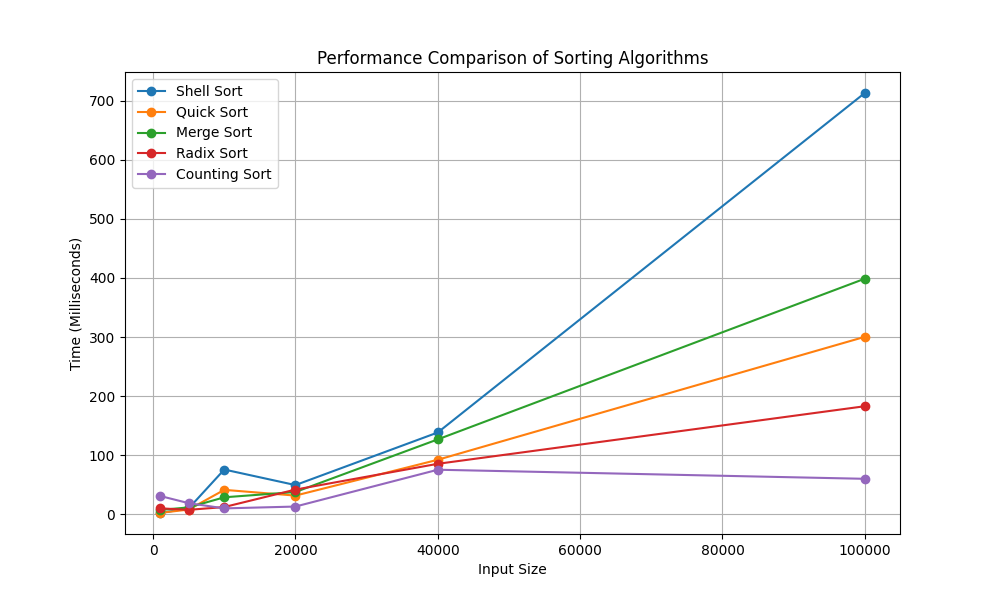 Performance Comparison of Sorting Algorithms
Shell Sort
Quick Sort
Merge Sort
Radix Sort
Counting Sort
Time (Milliseconds)
700
600
500
400
300
200
100
0
0 20000 40000 60000 80000 100000
Input Size